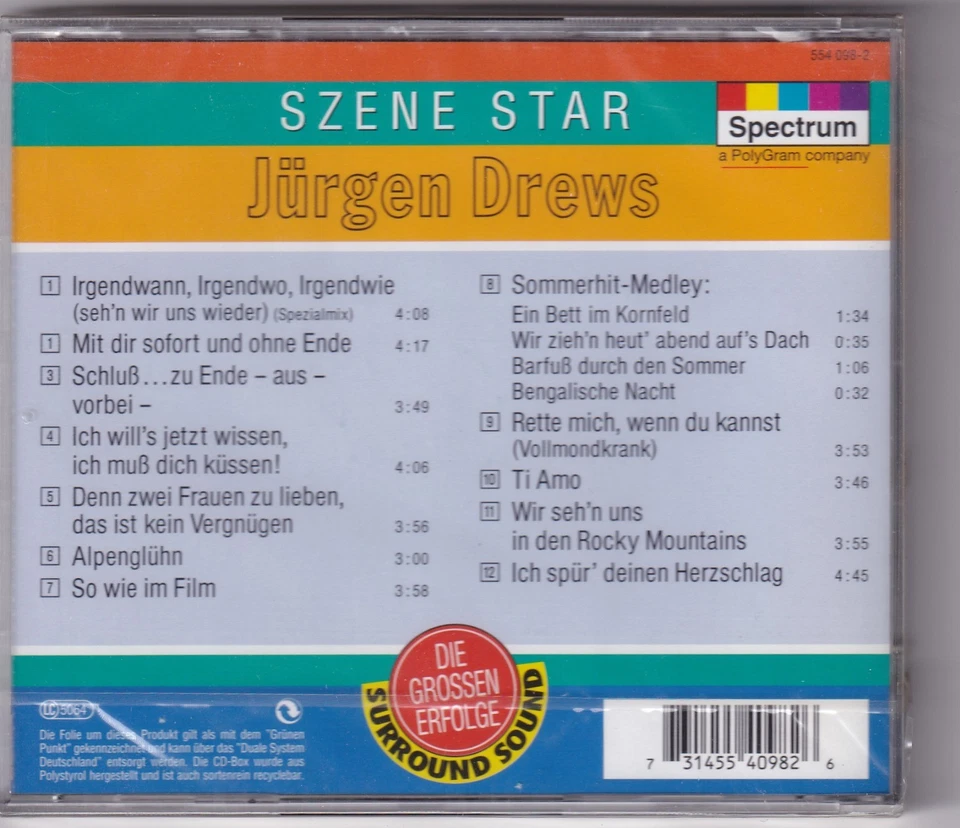 554 098-2
SZENE STAR
Spectrum
a PolyGram company
Jürgen Drews
1 Irgendwann, Irgendwo, Irgendwie
(seh'n wir uns wieder) (Spezialmix) 4:08
1 Mit dir sofort und ohne Ende 4:17
3 Schluß...zu Ende – aus –
vorbei – 3:49
4 Ich will's jetzt wissen,
ich muß dich küssen! 4:06
5 Denn zwei Frauen zu lieben,
das ist kein Vergnügen 3:56
6 Alpenglühn 3:00
7 So wie im Film 3:58
8 Sommerhit-Medley:
Ein Bett im Kornfeld 1:34
Wir zieh'n heut' abend auf's Dach 0:35
Barfuß durch den Sommer 1:06
Bengalische Nacht 0:32
9 Rette mich, wenn du kannst
(Vollmondkrank) 3:53
10 Ti Amo 3:46
11 Wir seh'n uns
in den Rocky Mountains 3:55
12 Ich spür' deinen Herzschlag 4:45
DIE
GROSSEN
ERFOLGE
SURROUND SOUND
LC 5064
Die Folie um dieses Produkt gilt als mit dem "Grünen
Punkt" gekennzeichnet und kann über das "Duale System
Deutschland" entsorgt werden. Die CD-Box wurde aus
Polystyrol hergestellt und ist auch sortenrein recyclebar.
7 31455 40982 6